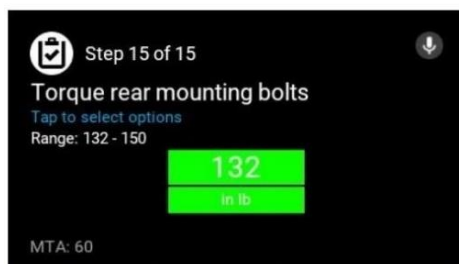 Step 15 of 15
Torque rear mounting bolts
Tap to select options
Range: 132 - 150
132
in lb
MTA: 60